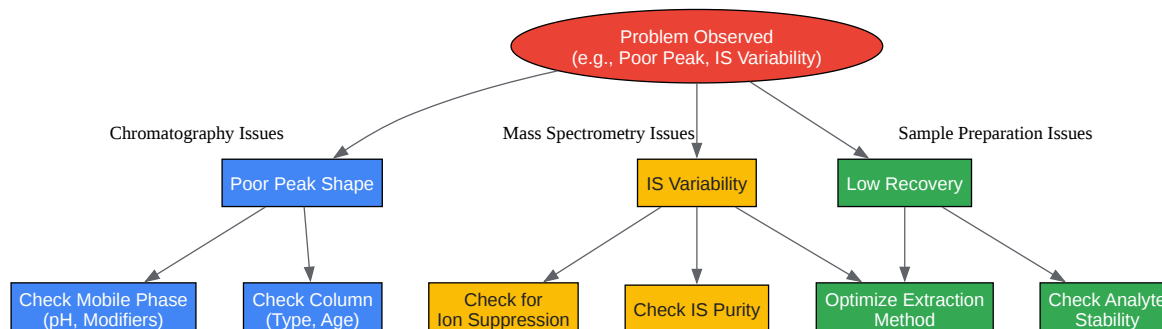 Problem Observed
(e.g., Poor Peak, IS Variability)
Chromatography Issues
Mass Spectrometry Issues
Sample Preparation Issues
Poor Peak Shape
IS Variability
Low Recovery
Check Mobile Phase
(pH, Modifiers)
Check Column
(Type, Age)
Check for
Ion Suppression
Check IS Purity
Optimize Extraction
Method
Check Analyte
Stability